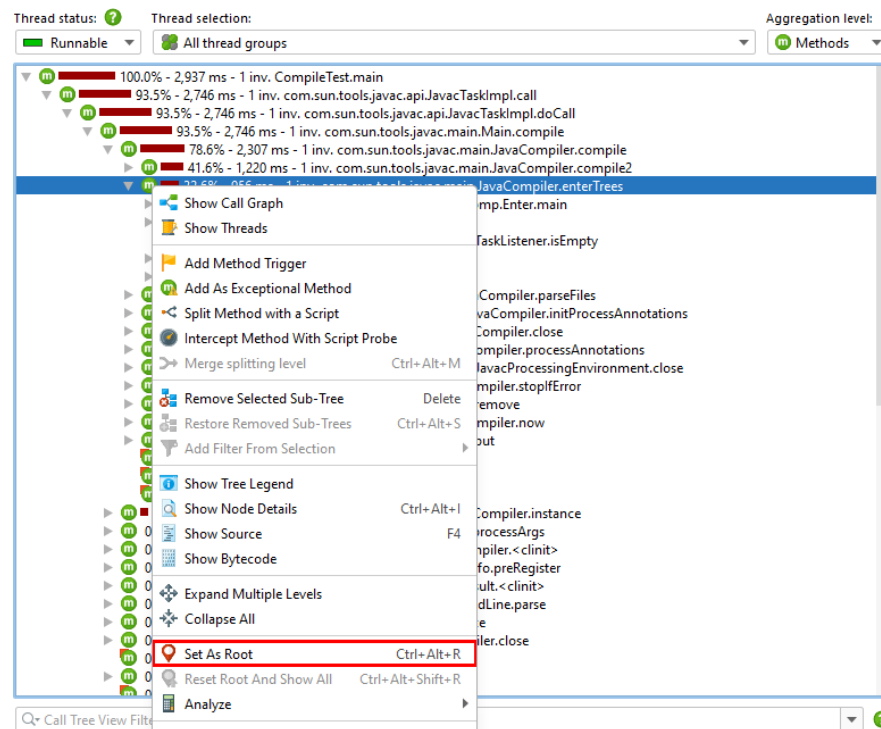 Thread status: Thread selection: Aggregation level:
Runnable All thread groups Methods
100.0% - 2,937 ms - 1 inv. CompileTest.main
93.5% - 2,746 ms - 1 inv. com.sun.tools.javac.api.JavacTaskImpl.call
93.5% - 2,746 ms - 1 inv. com.sun.tools.javac.api.JavacTaskImpl.doCall
93.5% - 2,746 ms - 1 inv. com.sun.tools.javac.main.Main.compile
78.6% - 2,307 ms - 1 inv. com.sun.tools.javac.main.JavaCompiler.compile
41.6% - 1,220 ms - 1 inv. com.sun.tools.javac.main.JavaCompiler.compile2
JavaCompiler.enterTrees
Show Call Graph
mp.Enter.main
Show Threads
TaskListener.isEmpty
Add Method Trigger
Add As Exceptional Method
Compiler.parseFiles
Split Method with a Script
vaCompiler.initProcessAnnotations
Intercept Method With Script Probe
Compiler.close
ompiler.processAnnotations
Merge splitting level Ctrl+Alt+M
JavacProcessingEnvironment.close
mpiler.stopIfError
Remove Selected Sub-Tree Delete
remove
Restore Removed Sub-Trees Ctrl+Alt+S
mpiler.now
Add Filter From Selection
out
Show Tree Legend
Show Node Details Ctrl+Alt+I
Compiler.instance
Show Source F4
processArgs
Show Bytecode
mpiler.<clinit>
fo.preRegister
ult.<clinit>
Expand Multiple Levels
dLine.parse
Collapse All
te
iler.close
Set As Root Ctrl+Alt+R
Reset Root And Show All Ctrl+Alt+Shift+R
Analyze
Call Tree View Filte